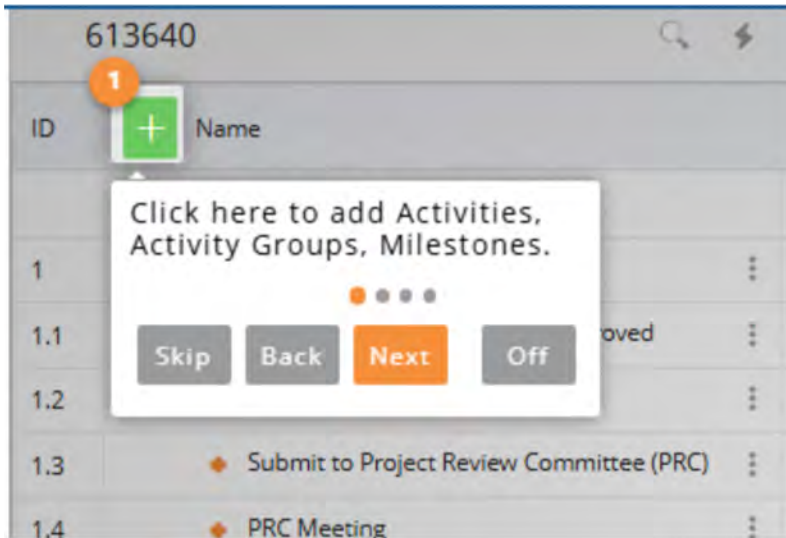 613640
1
ID + Name
Click here to add Activities,
Activity Groups, Milestones.
1
1.1 oved
Skip Back Next Off
1.2
1.3 Submit to Project Review Committee (PRC)
1.4 PRC Meeting